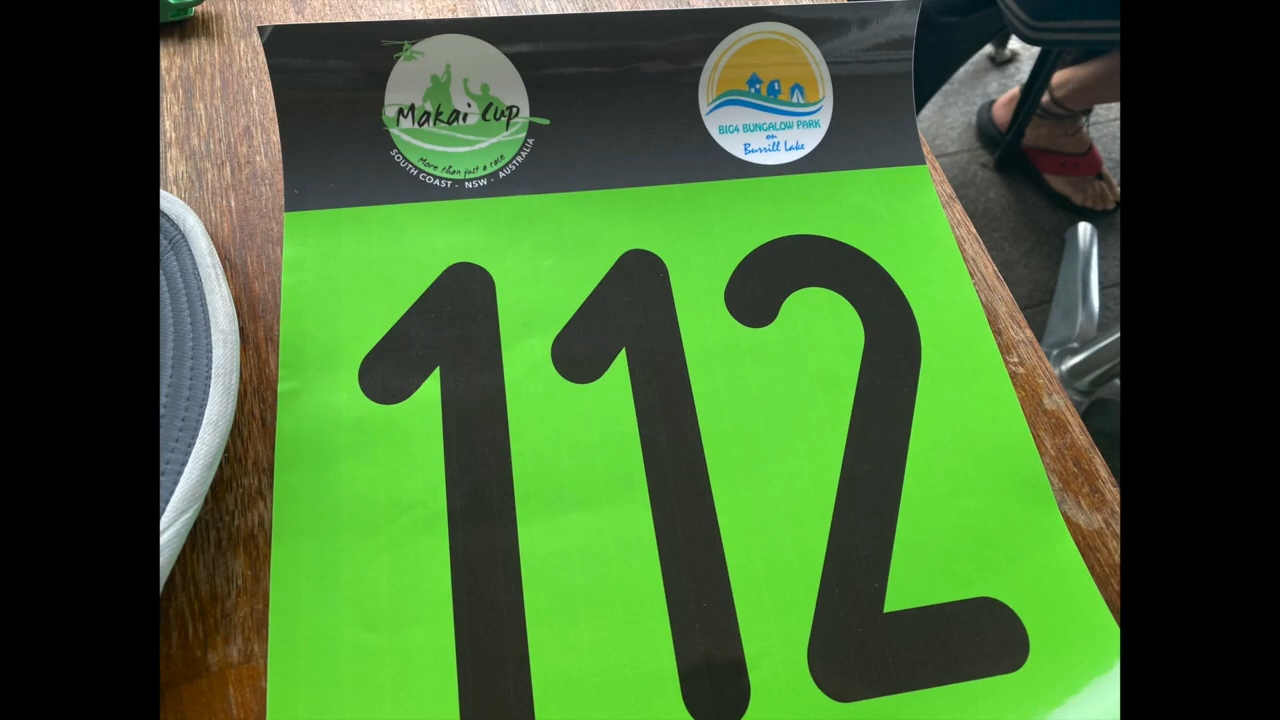 Makai Cup
More than just a race
SOUTH COAST - NSW - AUSTRALIA
BIG4 BUNGALOW PARK
on
Burrill Lake
112